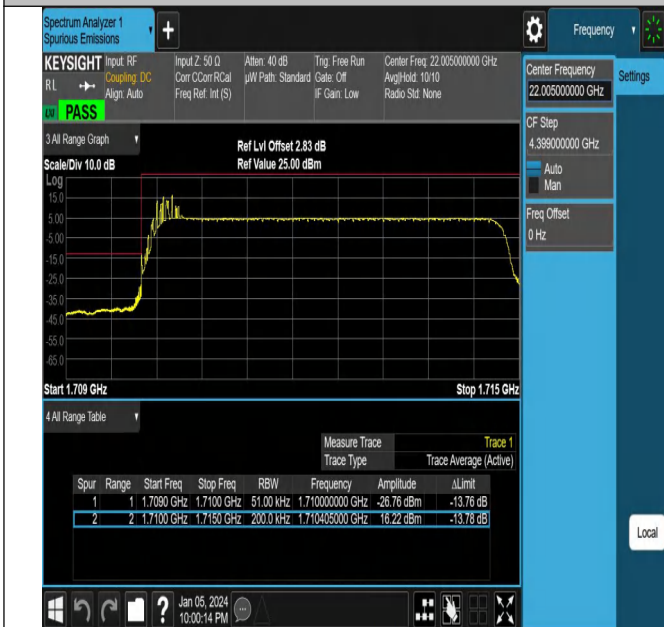 Spectrum Analyzer 1
Spurious Emissions
+
Frequency
KEYSIGHT Input: RF Input Z: 50 Ω Atten: 40 dB Trig: Free Run Center Freq: 22.005000000 GHz
RL Coupling: DC Corr CCorr RCal µW Path: Standard Gate: Off Avg|Hold: 10/10
Align: Auto Freq Ref: Int (S) IF Gain: Low Radio Std: None
PASS
Center Frequency
22.005000000 GHz
Settings
CF Step
4.399000000 GHz
Auto
Man
Freq Offset
0 Hz
3 All Range Graph
Ref Lvl Offset 2.83 dB
Scale/Div 10.0 dB Ref Value 25.00 dBm
Log
15.0
5.00
-5.00
-15.0
-25.0
-35.0
-45.0
-55.0
-65.0
Start 1.709 GHz Stop 1.715 GHz
4 All Range Table
Measure Trace Trace 1
Trace Type Trace Average (Active)
Spur Range Start Freq Stop Freq RBW Frequency Amplitude ΔLimit
1 1 1.7090 GHz 1.7100 GHz 51.00 kHz 1.710000000 GHz -26.76 dBm -13.76 dB
2 2 1.7100 GHz 1.7150 GHz 200.0 kHz 1.710405000 GHz 16.22 dBm -13.78 dB
Local
? Jan 05, 2024
10:00:14 PM